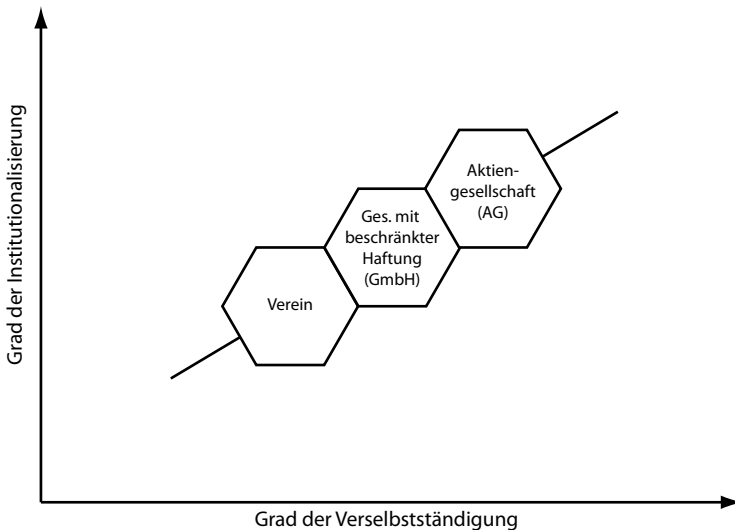 Grad der Institutionalisierung
Aktien-
gesellschaft
(AG)
Ges. mit
beschränkter
Haftung
(GmbH)
Verein
Grad der Verselbstständigung